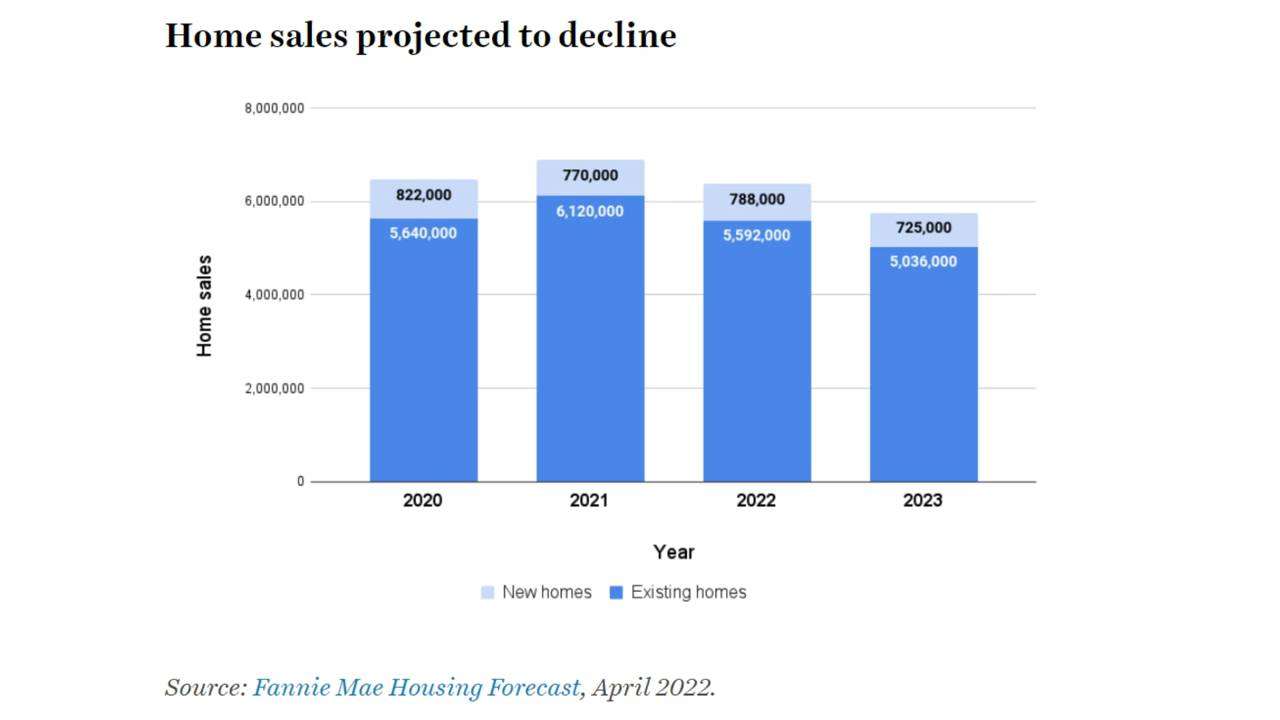 Home sales projected to decline
8,000,000
6,000,000
4,000,000
2,000,000
0
Home sales
822,000
5,640,000
770,000
6,120,000
788,000
5,592,000
725,000
5,036,000
2020 2021 2022 2023
Year
New homes Existing homes
Source: Fannie Mae Housing Forecast, April 2022.